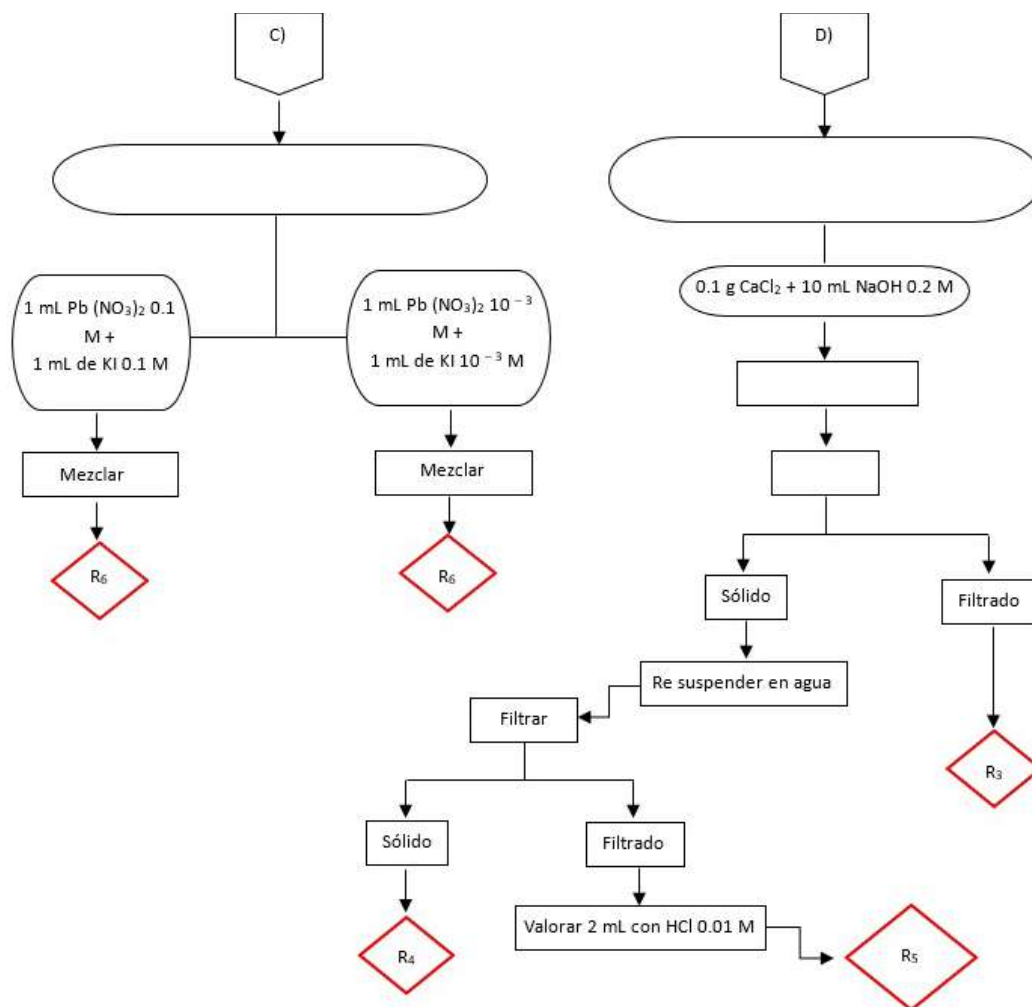 C)
D)
1 mL Pb (NO₃)₂ 0.1
M +
1 mL de KI 0.1 M
1 mL Pb (NO₃)₂ 10⁻³
M +
1 mL de KI 10⁻³ M
0.1 g CaCl₂ + 10 mL NaOH 0.2 M
Mezclar
Mezclar
R₆
R₆
Sólido
Filtrado
Re suspender en agua
Filtrar
R₃
Sólido
Filtrado
Valorar 2 mL con HCl 0.01 M
R₄
R₅